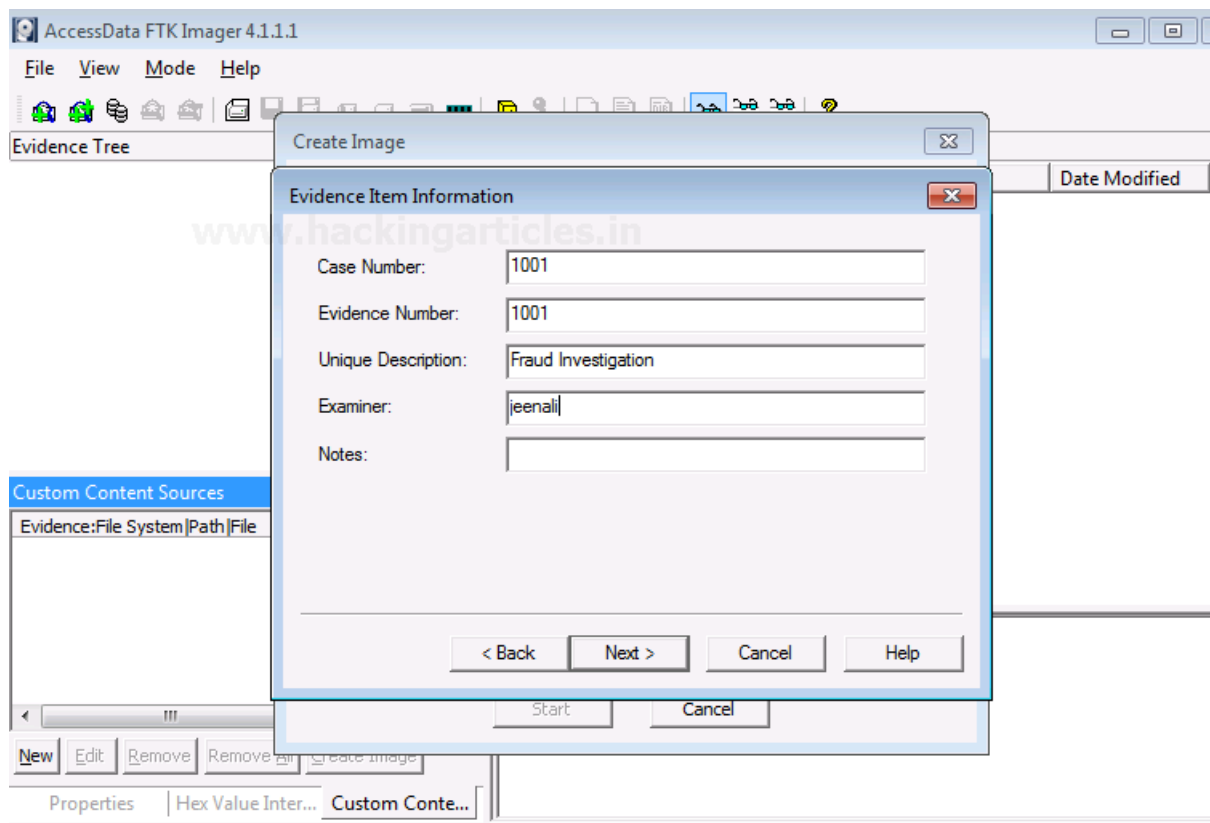 AccessData FTK Imager 4.1.1.1
File View Mode Help
Evidence Tree
Create Image
Date Modified
Evidence Item Information
www.hackingarticles.in
Case Number: 1001
Evidence Number: 1001
Unique Description: Fraud Investigation
Examiner: jeenali
Notes:
Custom Content Sources
Evidence:File System|Path|File
< Back Next > Cancel Help
Start Cancel
New Edit Remove Remove All Create Image
Properties Hex Value Inter... Custom Conte...